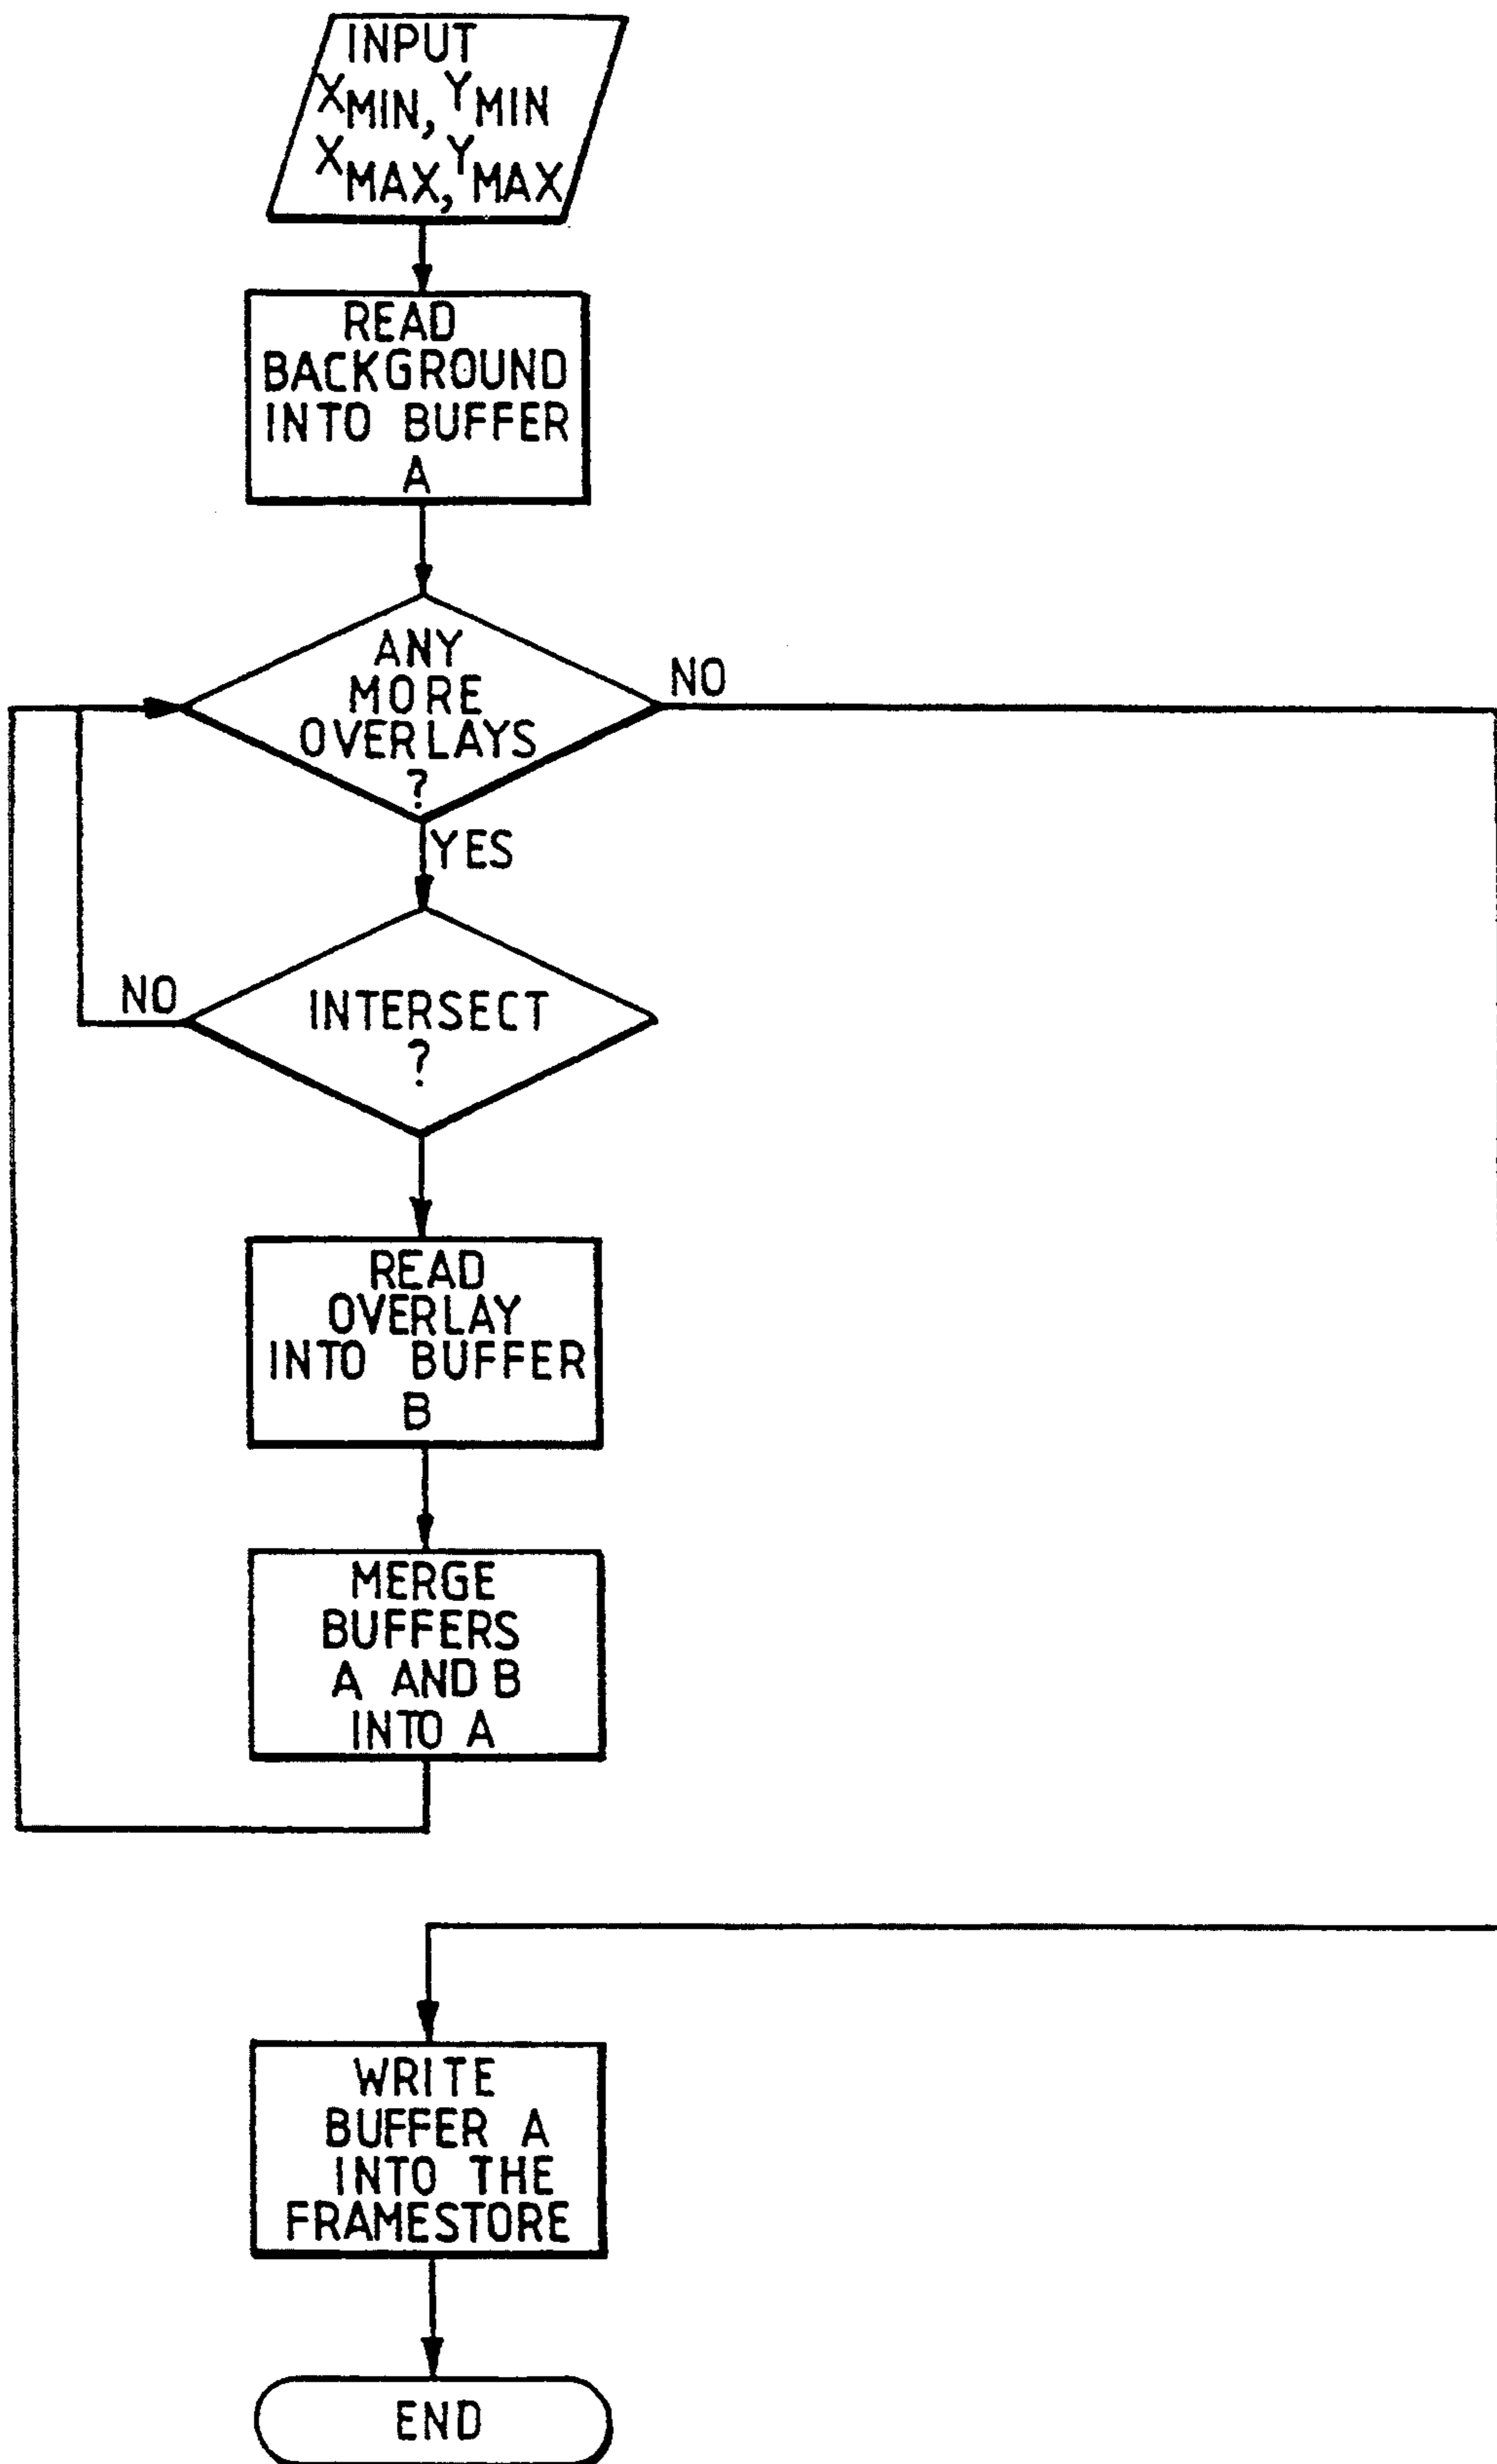 INPUT
XMIN, YMIN
XMAX, YMAX
READ
BACKGROUND
INTO BUFFER
A
ANY
MORE
OVERLAYS
?
NO
YES
INTERSECT
?
NO
READ
OVERLAY
INTO BUFFER
B
MERGE
BUFFERS
A AND B
INTO A
WRITE
BUFFER A
INTO THE
FRAMESTORE
END